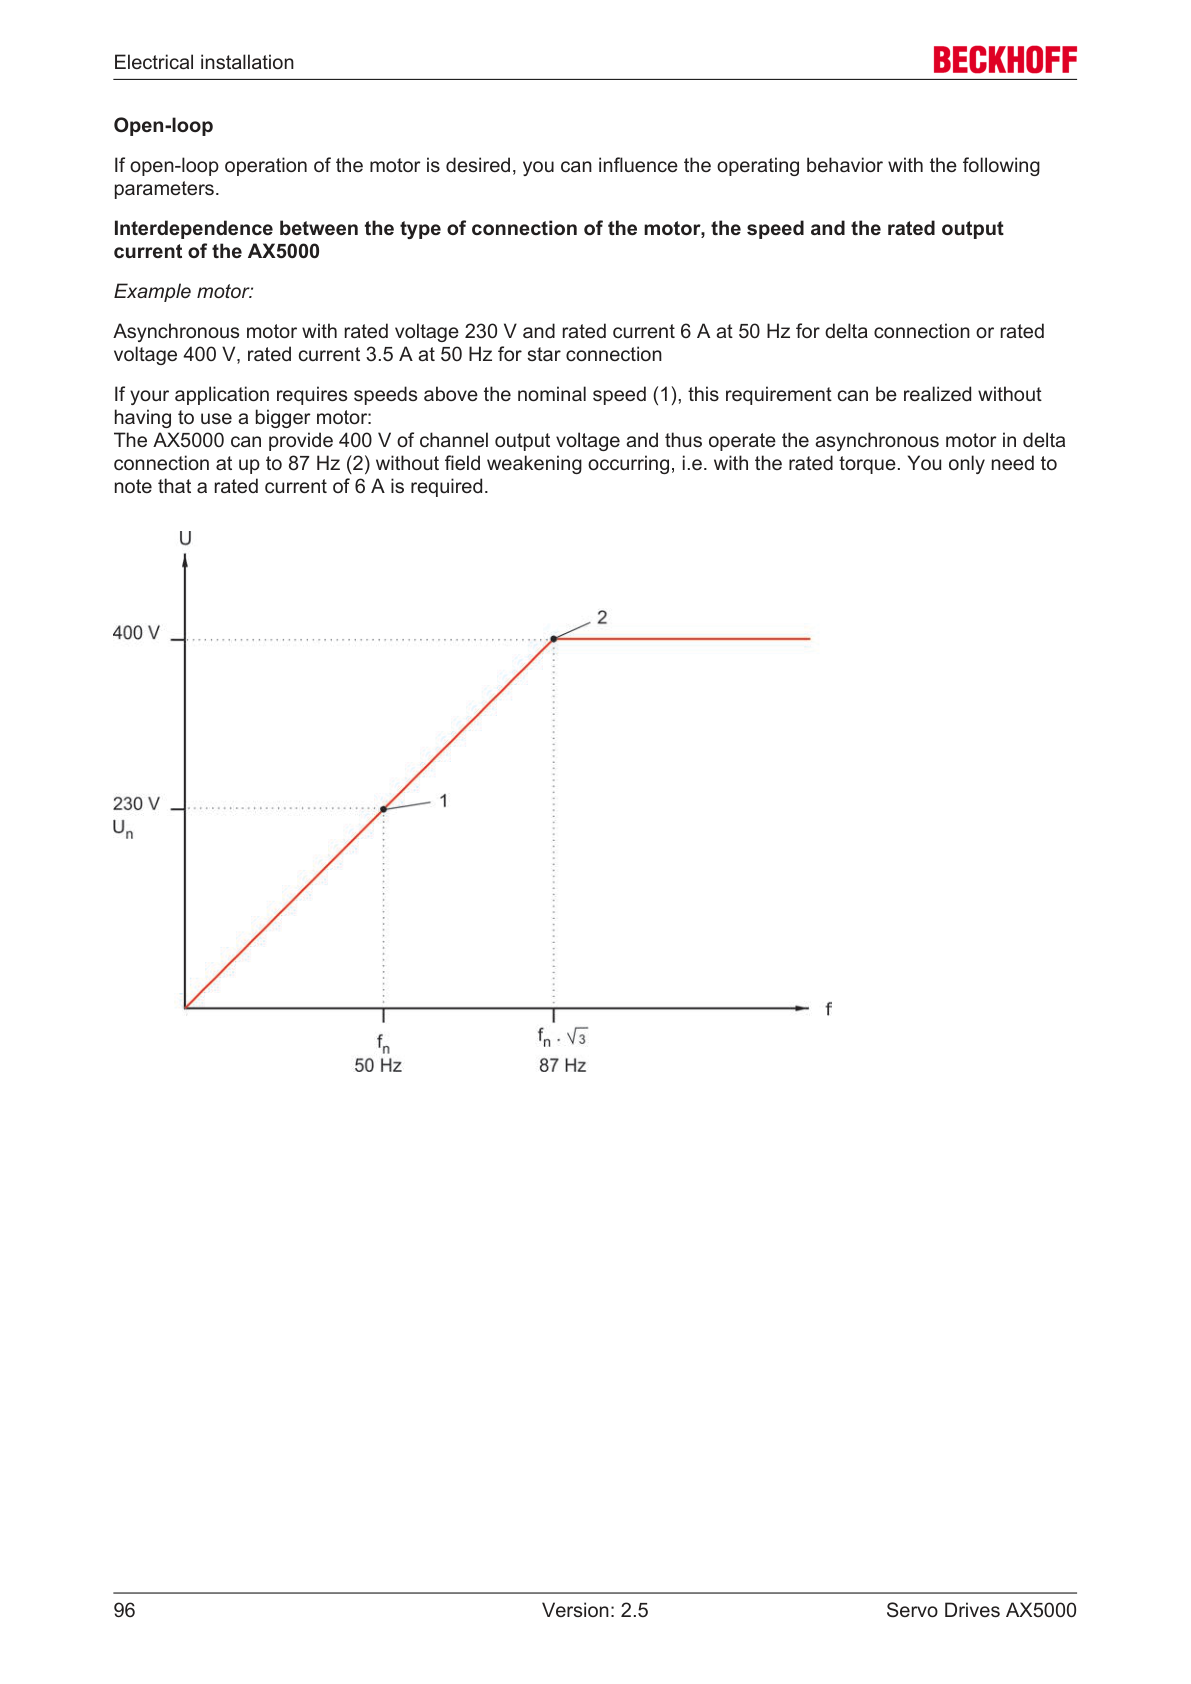 Electrical installation
BECKHOFF
Open-loop
If open-loop operation of the motor is desired, you can influence the operating behavior with the following
parameters.
Interdependence between the type of connection of the motor, the speed and the rated output
current of the AX5000
Example motor:
Asynchronous motor with rated voltage 230 V and rated current 6 A at 50 Hz for delta connection or rated
voltage 400 V, rated current 3.5 A at 50 Hz for star connection
If your application requires speeds above the nominal speed (1), this requirement can be realized without
having to use a bigger motor:
The AX5000 can provide 400 V of channel output voltage and thus operate the asynchronous motor in delta
connection at up to 87 Hz (2) without field weakening occurring, i.e. with the rated torque. You only need to
note that a rated current of 6 A is required.
U
2
400 V
1
230 V
Un
f
fn
fn · √3
50 Hz
87 Hz
96
Version: 2.5
Servo Drives AX5000